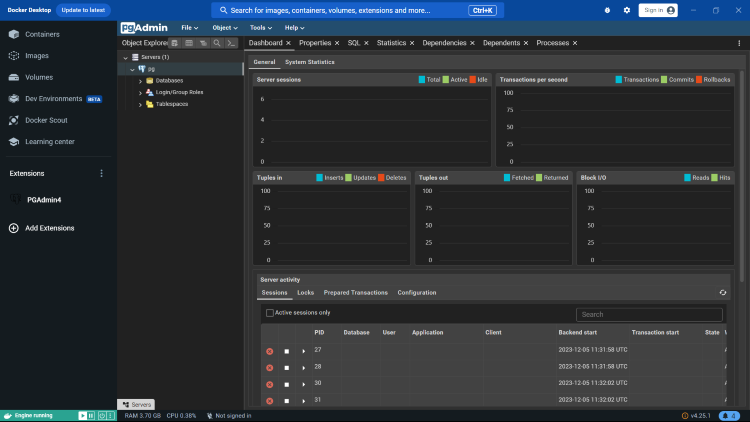 Docker Desktop
Update to latest
Search for images, containers, volumes, extensions and more...
Ctrl+K
Sign in
Containers
Images
Volumes
Dev Environments BETA
Docker Scout
Learning center
Extensions
PGAdmin4
Add Extensions
pgAdmin
File
Object
Tools
Help
Object Explorer
Dashboard
Properties
SQL
Statistics
Dependencies
Dependents
Processes
Servers (1)
pg
Databases
Login/Group Roles
Tablespaces
General
System Statistics
Server sessions
Total Active Idle
6
4
2
0
Transactions per second
Transactions Commits Rollbacks
100
75
50
25
0
Tuples in
Inserts Updates Deletes
100
75
50
25
0
Tuples out
Fetched Returned
100
75
50
25
0
Block I/O
Reads Hits
100
75
50
25
0
Server activity
Sessions
Locks
Prepared Transactions
Configuration
Active sessions only
Search
PID Database User Application Client Backend start Transaction start State
27 2023-12-05 11:31:58 UTC
28 2023-12-05 11:31:58 UTC
30 2023-12-05 11:32:02 UTC
31 2023-12-05 11:32:02 UTC
Servers
Engine running
RAM 3.70 GB CPU 0.38% Not signed in
v4.25.1
4